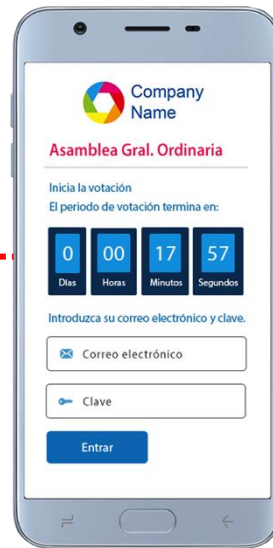 Company
Name
Asamblea Gral. Ordinaria
Inicia la votación
El periodo de votación termina en:
0 00 17 57
Días Horas Minutos Segundos
Introduzca su correo electrónico y clave.
Correo electrónico
Clave
Entrar